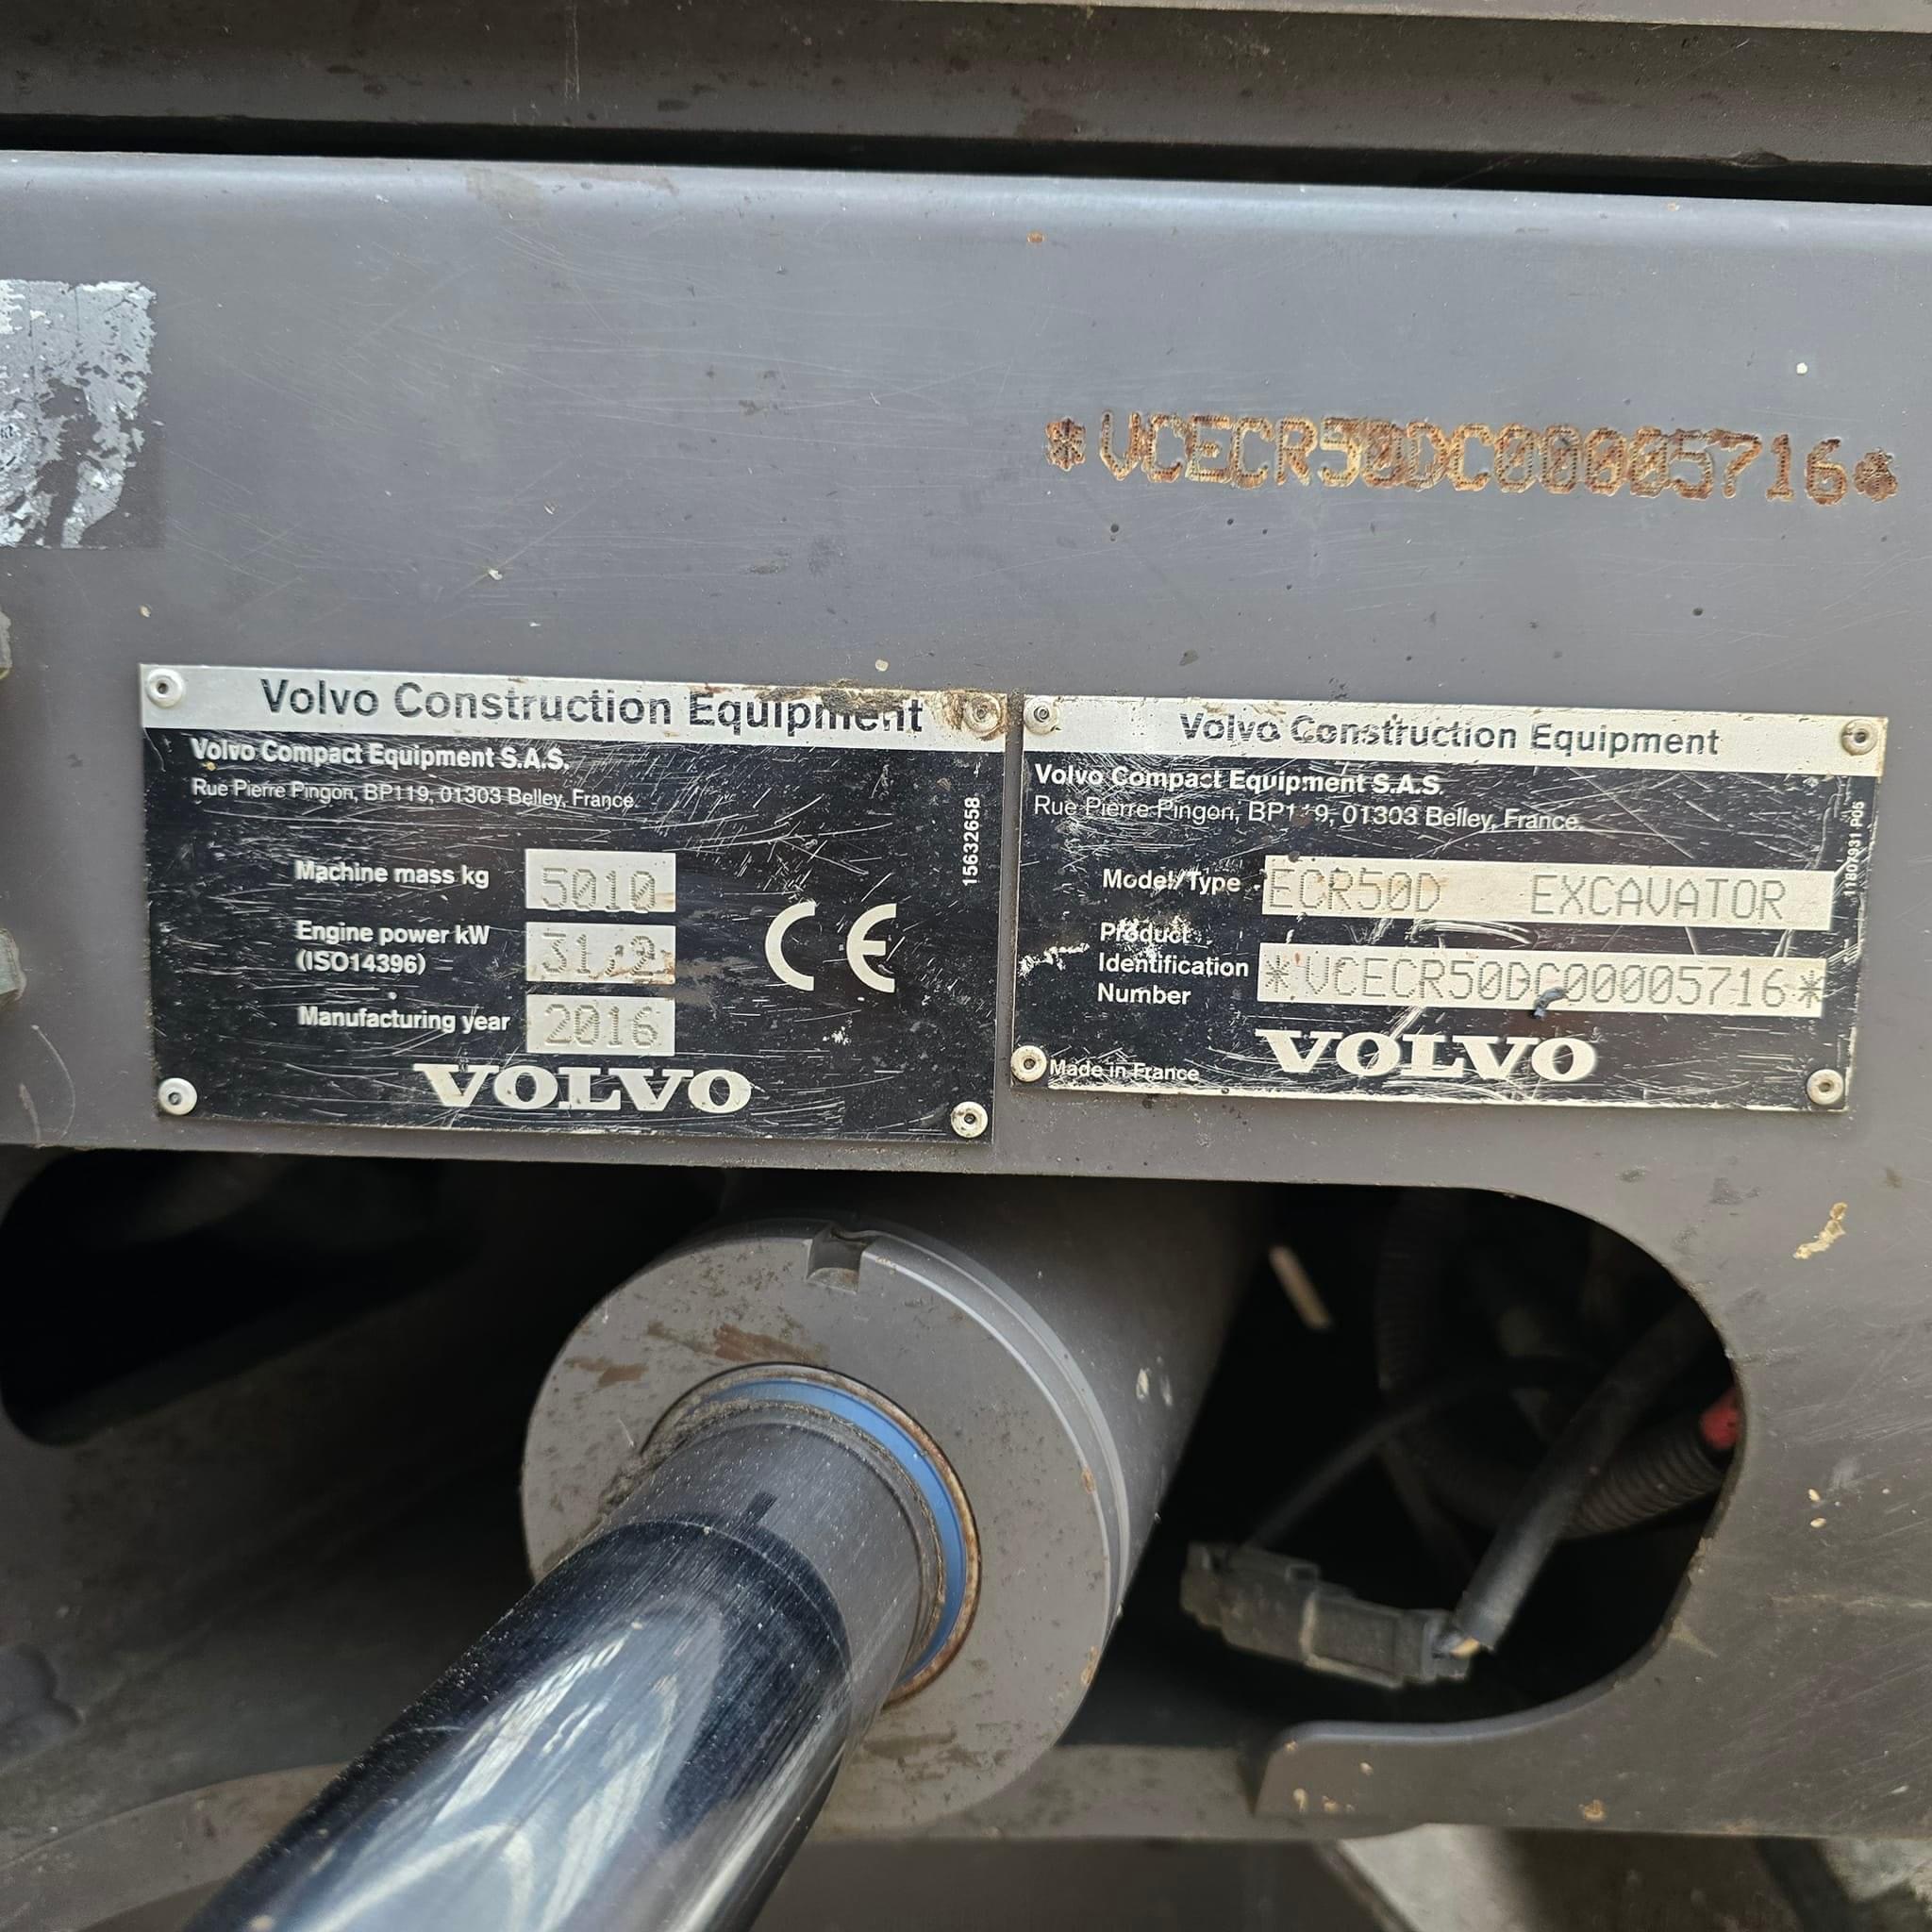 *VCECR50DC00005716*
Volvo Construction Equipment
Volvo Compact Equipment S.A.S.
Rue Pierre Pingon, BP119, 01303 Belley, France.
15632658
Machine mass kg 5010
Engine power kW
(ISO14396) 31,2
Manufacturing year 2016
CE
VOLVO
Volvo Construction Equipment
Volvo Compact Equipment S.A.S.
Rue Pierre Pingon, BP119, 01303 Belley, France.
11807931 P05
Model/Type ECR50D EXCAVATOR
Product
Identification
Number *VCECR50DC00005716*
VOLVO
Made in France